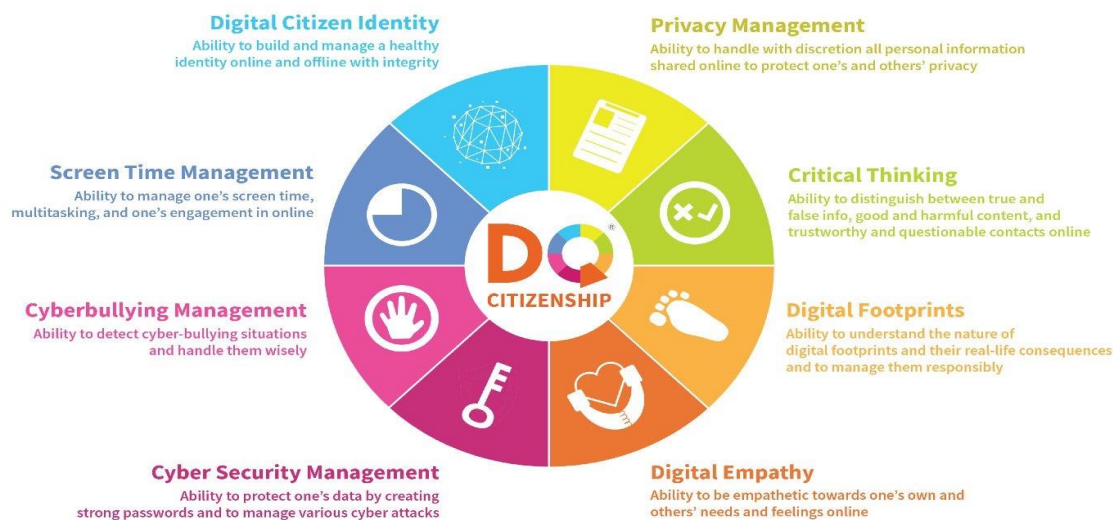 Digital Citizen Identity
Ability to build and manage a healthy
identity online and offline with integrity
Privacy Management
Ability to handle with discretion all personal information
shared online to protect one's and others' privacy
Screen Time Management
Ability to manage one's screen time,
multitasking, and one's engagement in online
Critical Thinking
Ability to distinguish between true and
false info, good and harmful content, and
trustworthy and questionable contacts online
DQ®
CITIZENSHIP
Cyberbullying Management
Ability to detect cyber-bullying situations
and handle them wisely
Digital Footprints
Ability to understand the nature of
digital footprints and their real-life consequences
and to manage them responsibly
Cyber Security Management
Ability to protect one's data by creating
strong passwords and to manage various cyber attacks
Digital Empathy
Ability to be empathetic towards one's own and
others' needs and feelings online